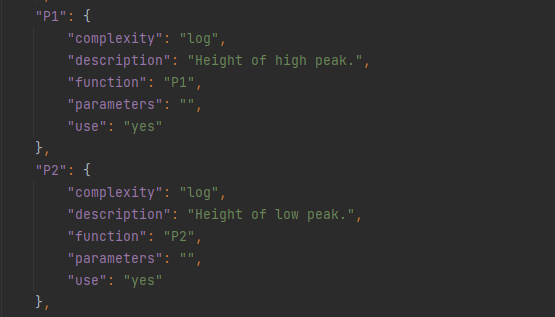 "P1": {
"complexity": "log",
"description": "Height of high peak.",
"function": "P1",
"parameters": "",
"use": "yes"
},
"P2": {
"complexity": "log",
"description": "Height of low peak.",
"function": "P2",
"parameters": "",
"use": "yes"
},